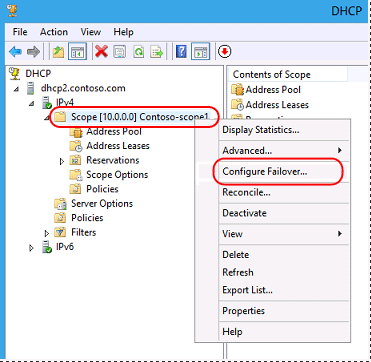 DHCP
File Action View Help
DHCP
dhcp2.contoso.com
IPv4
Scope [10.0.0.0] Contoso-scope1
Address Pool
Address Leases
Reservations
Scope Options
Policies
Server Options
Policies
Filters
IPv6
Contents of Scope
Address Pool
Address Leases
Display Statistics...
Advanced...
Configure Failover...
Reconcile...
Deactivate
View
Delete
Refresh
Export List...
Properties
Help